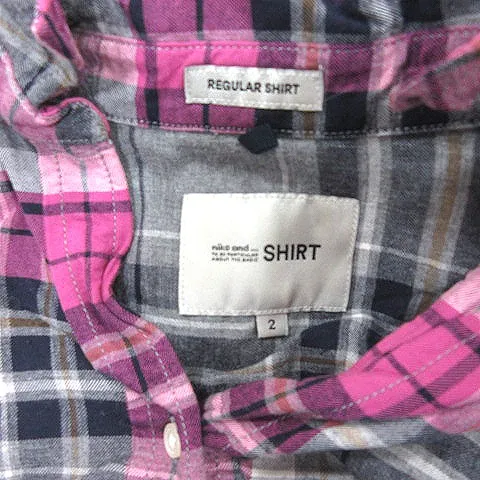 REGULAR SHIRT
niko and ...
TO BE PARTICULAR
ABOUT THE BASIC
SHIRT
2